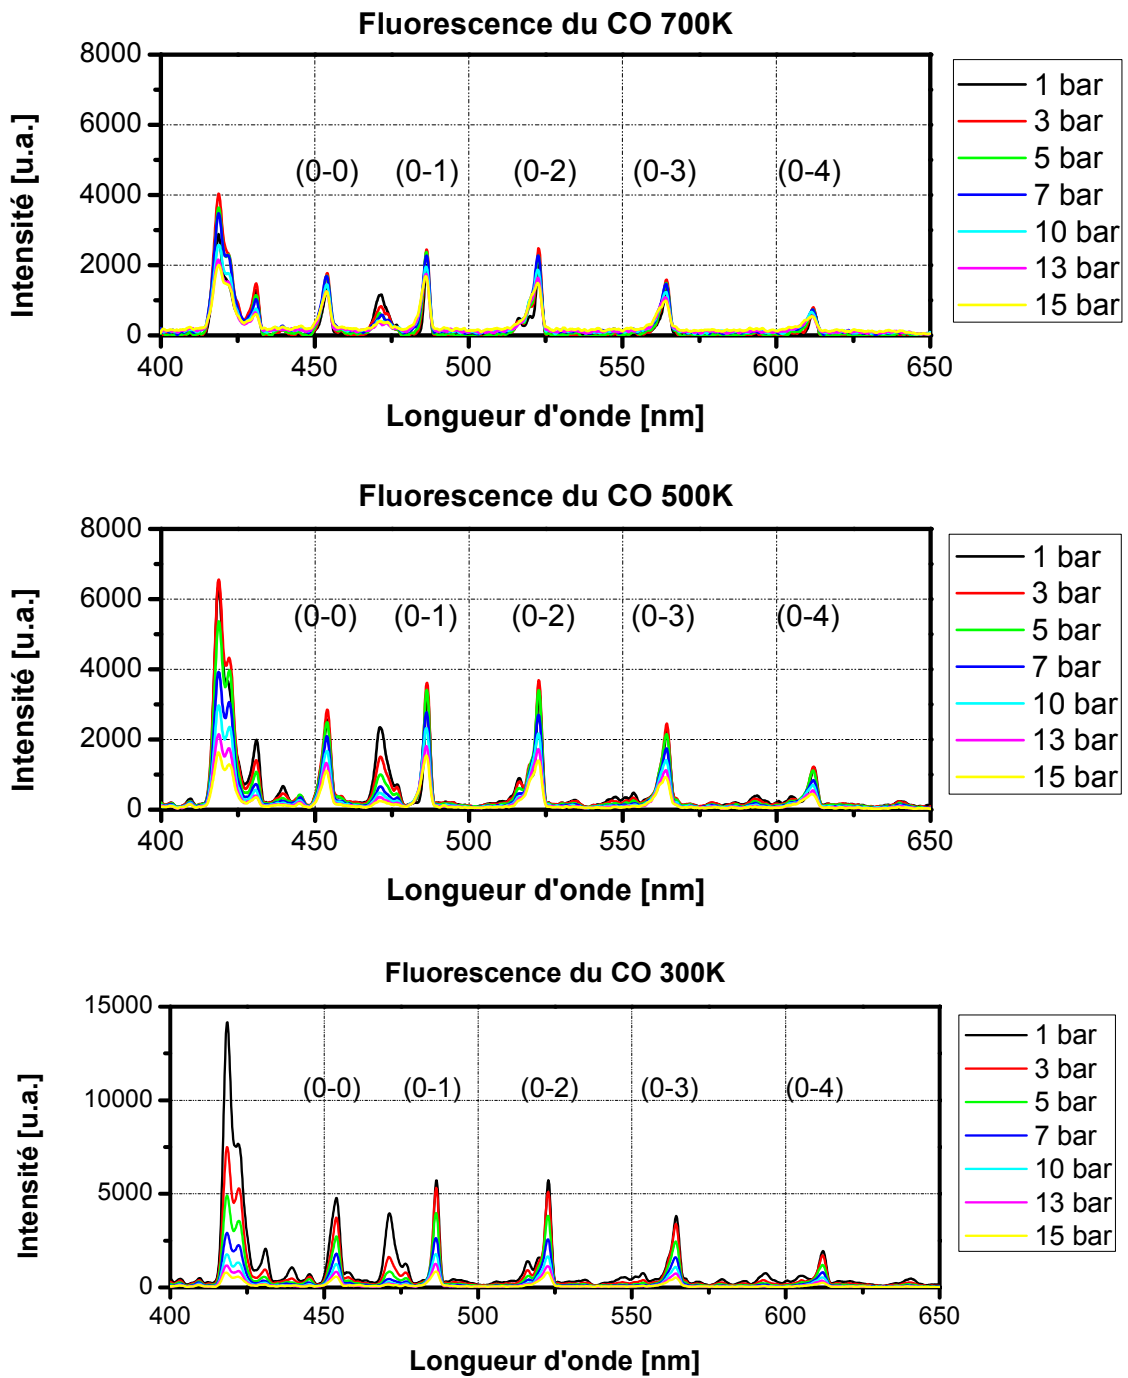 Fluorescence du CO 700K
8000
6000
4000
2000
0
Intensité [u.a.]
(0-0) (0-1) (0-2) (0-3) (0-4)
400 450 500 550 600 650
Longueur d'onde [nm]
1 bar
3 bar
5 bar
7 bar
10 bar
13 bar
15 bar
Fluorescence du CO 500K
8000
6000
4000
2000
0
Intensité [u.a.]
(0-0) (0-1) (0-2) (0-3) (0-4)
400 450 500 550 600 650
Longueur d'onde [nm]
1 bar
3 bar
5 bar
7 bar
10 bar
13 bar
15 bar
Fluorescence du CO 300K
15000
10000
5000
0
Intensité [u.a.]
(0-0) (0-1) (0-2) (0-3) (0-4)
400 450 500 550 600 650
Longueur d'onde [nm]
1 bar
3 bar
5 bar
7 bar
10 bar
13 bar
15 bar